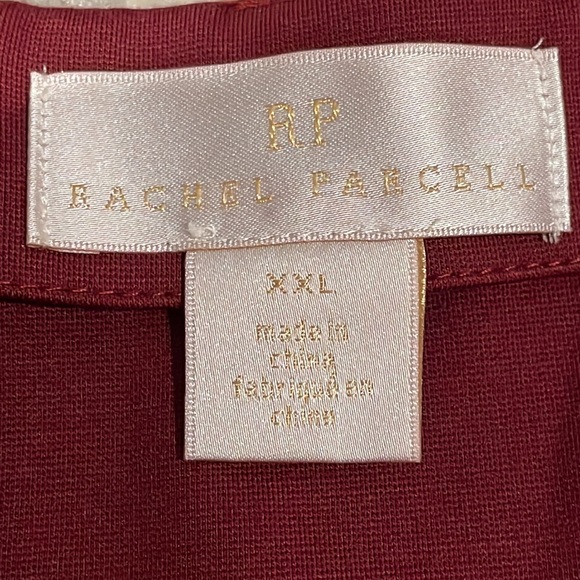 RP
RACHEL PARCELL
XXL
made in
china
fabriqué en
chine